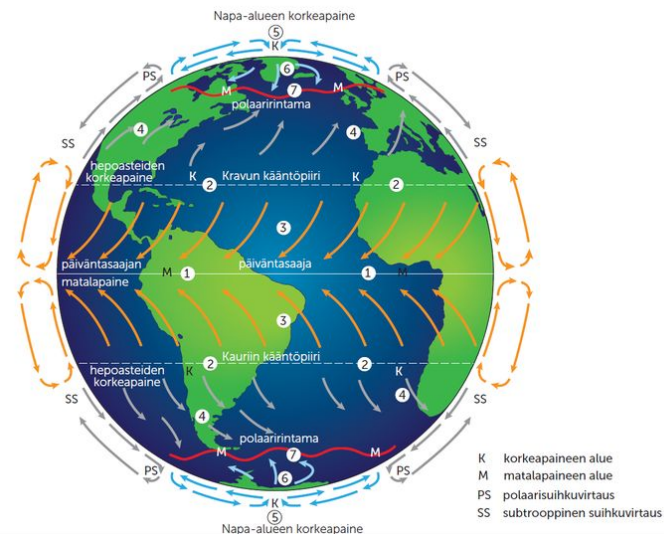 Napa-alueen korkeapaine
5
K
PS
6
PS
M
7
M
polaaririntama
4
4
SS
SS
hepoasteiden
korkeapaine
K
2
Kravun kääntöpiiri
K
2
3
päiväntasaajan
matalapaine
M
1
päiväntasaaja
1
M
3
Kauriin kääntöpiiri
2
2
hepoasteiden
korkeapaine
K
K
SS
4
4
SS
polaaririntama
M
7
M
PS
6
PS
K
5
Napa-alueen korkeapaine
K korkeapaineen alue
M matalapaineen alue
PS polaarisuihkuvirtaus
SS subtrooppinen suihkuvirtaus